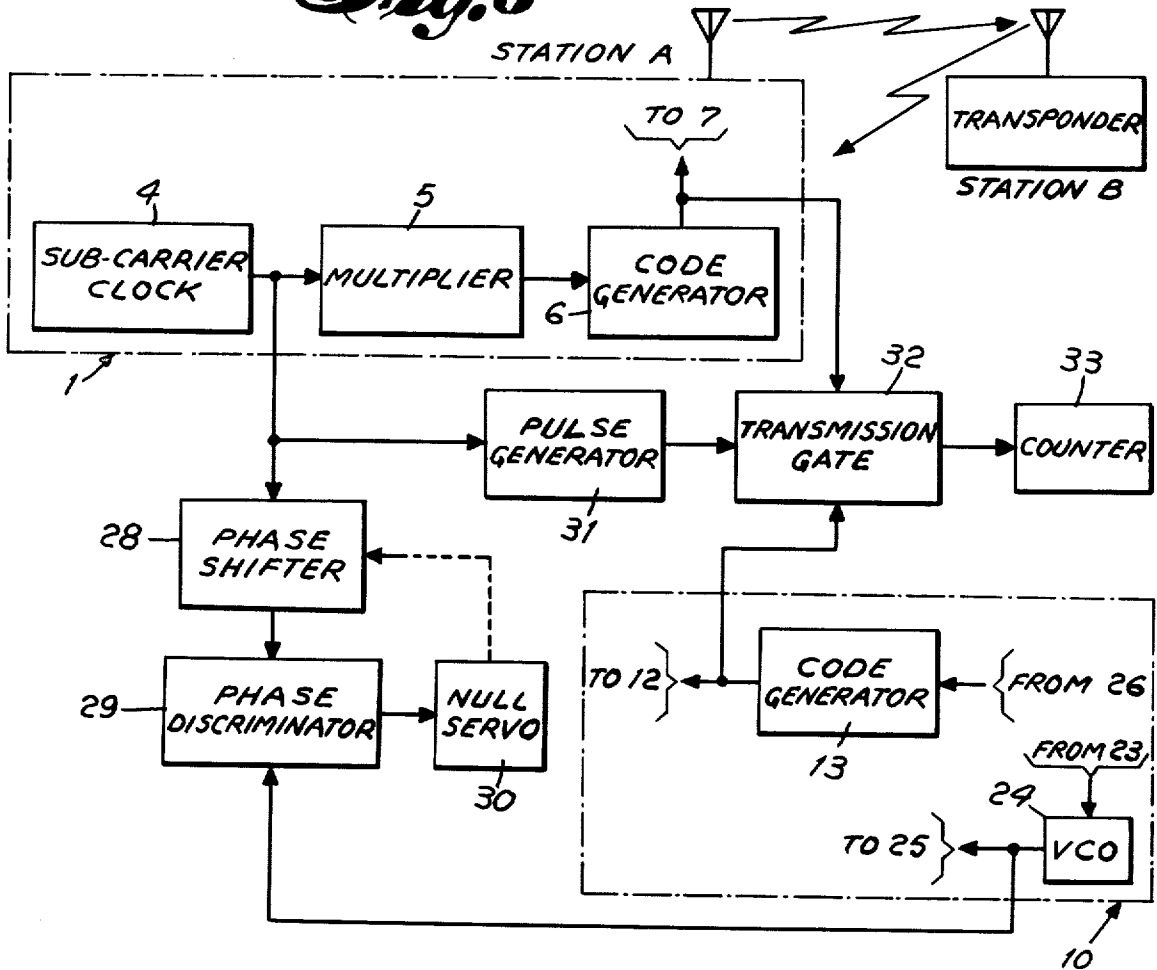 STATION A
TO 7
TRANSPONDER
STATION B
4
SUB-CARRIER
CLOCK
5
MULTIPLIER
CODE
GENERATOR
6
1
PULSE
GENERATOR
31
32
TRANSMISSION
GATE
33
COUNTER
28
PHASE
SHIFTER
29
PHASE
DISCRIMINATOR
NULL
SERVO
30
TO 12
CODE
GENERATOR
13
FROM 26
FROM 23
24
VCO
TO 25
10